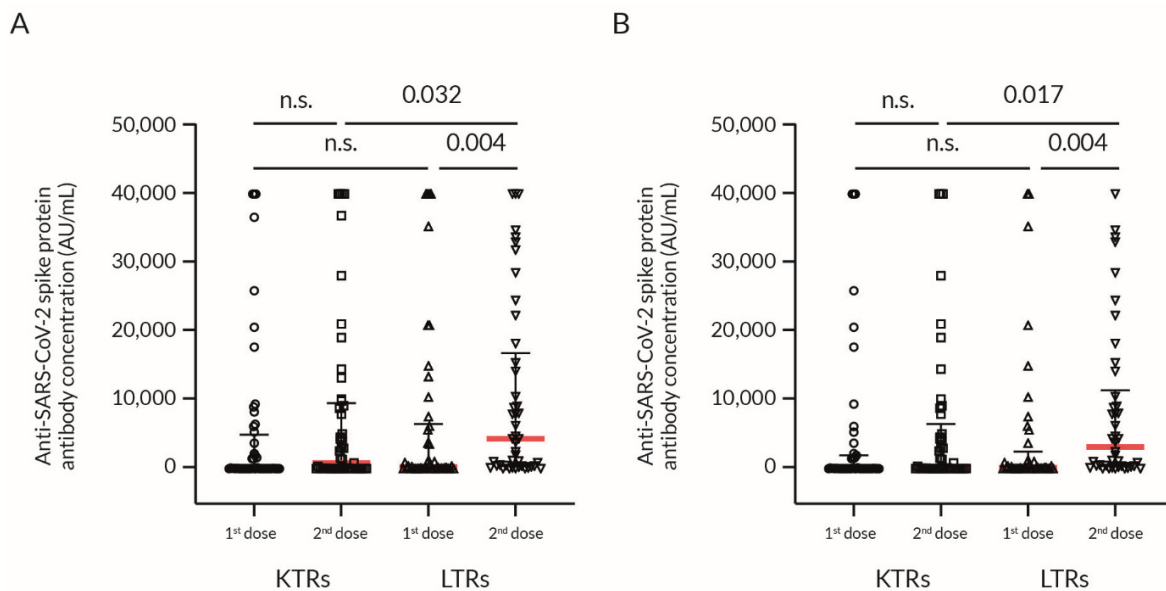 A
B
n.s.
0.032
n.s.
0.004
50,000
40,000
30,000
20,000
10,000
0
Anti-SARS-CoV-2 spike protein
antibody concentration (AU/mL)
1st dose
2nd dose
1st dose
2nd dose
KTRs
LTRs
n.s.
0.017
n.s.
0.004
50,000
40,000
30,000
20,000
10,000
0
Anti-SARS-CoV-2 spike protein
antibody concentration (AU/mL)
1st dose
2nd dose
1st dose
2nd dose
KTRs
LTRs